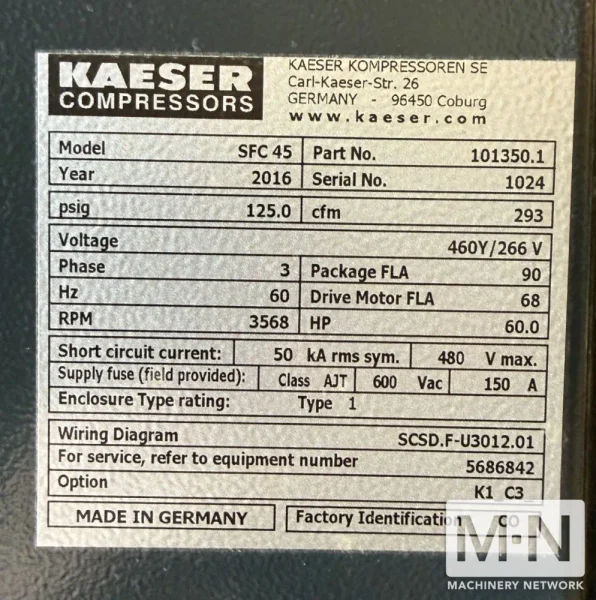 KAESER
COMPRESSORS
KAESER KOMPRESSOREN SE
Carl-Kaeser-Str. 26
GERMANY - 96450 Coburg
www.kaeser.com
Model SFC 45 Part No. 101350.1
Year 2016 Serial No. 1024
psig 125.0 cfm 293
Voltage 460Y/266 V
Phase 3 Package FLA 90
Hz 60 Drive Motor FLA 68
RPM 3568 HP 60.0
Short circuit current: 50 kA rms sym. 480 V max.
Supply fuse (field provided): Class AJT 600 Vac 150 A
Enclosure Type rating: Type 1
Wiring Diagram SCSD.F-U3012.01
For service, refer to equipment number 5686842
Option K1 C3
MADE IN GERMANY Factory Identification CO
M·N
MACHINERY NETWORK